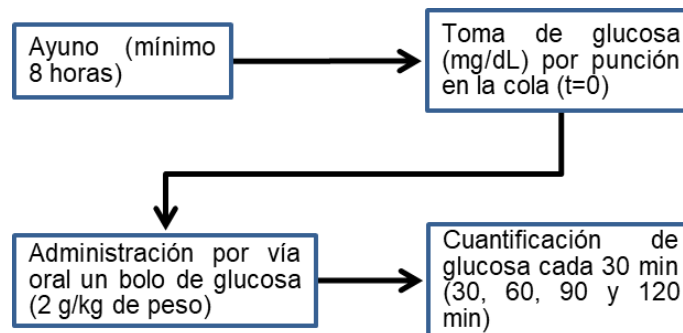 Ayuno (mínimo
8 horas)
Toma de glucosa
(mg/dL) por punción
en la cola (t=0)
Administración por vía
oral un bolo de glucosa
(2 g/kg de peso)
Cuantificación de
glucosa cada 30 min
(30, 60, 90 y 120
min)